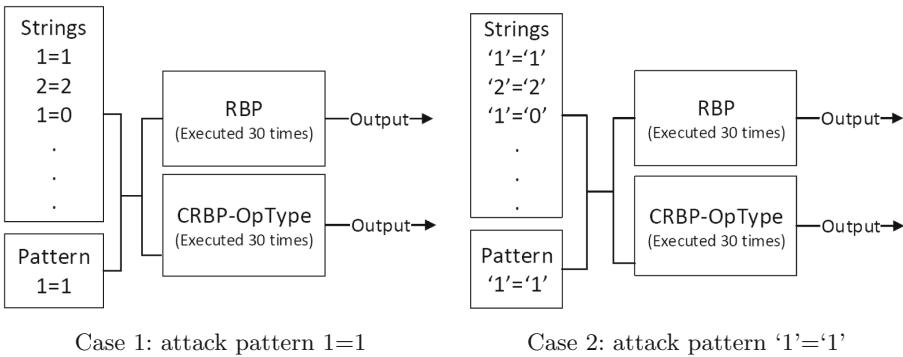 Strings
1=1
2=2
1=0
.
.
.
Pattern
1=1
RBP
(Executed 30 times)
Output
CRBP-OpType
(Executed 30 times)
Output
Case 1: attack pattern 1=1
Strings
‘1’=‘1’
‘2’=‘2’
‘1’=‘0’
.
.
.
Pattern
‘1’=‘1’
RBP
(Executed 30 times)
Output
CRBP-OpType
(Executed 30 times)
Output
Case 2: attack pattern ‘1’=‘1’